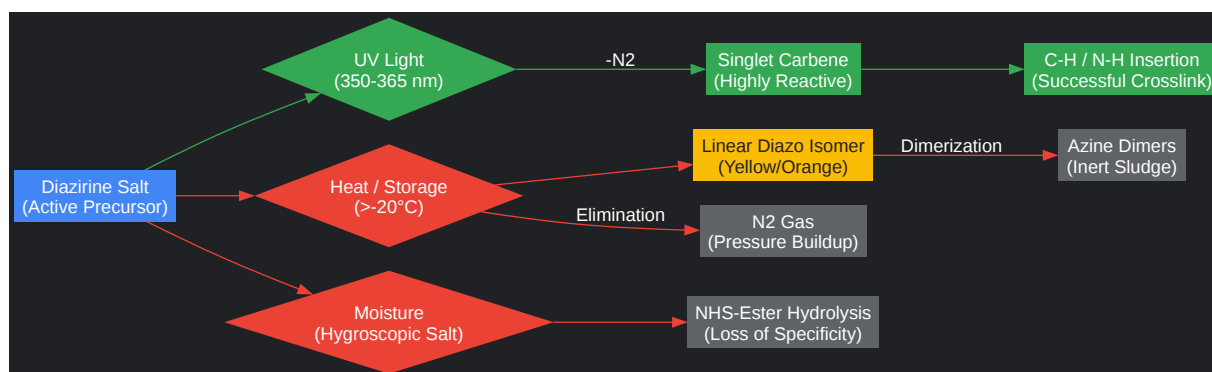 UV Light
(350-365 nm)
-N2
Singlet Carbene
(Highly Reactive)
C-H / N-H Insertion
(Successful Crosslink)
Diazirine Salt
(Active Precursor)
Heat / Storage
(>-20°C)
Linear Diazo Isomer
(Yellow/Orange)
Dimerization
Azine Dimers
(Inert Sludge)
Elimination
N2 Gas
(Pressure Buildup)
Moisture
(Hygroscopic Salt)
NHS-Ester Hydrolysis
(Loss of Specificity)